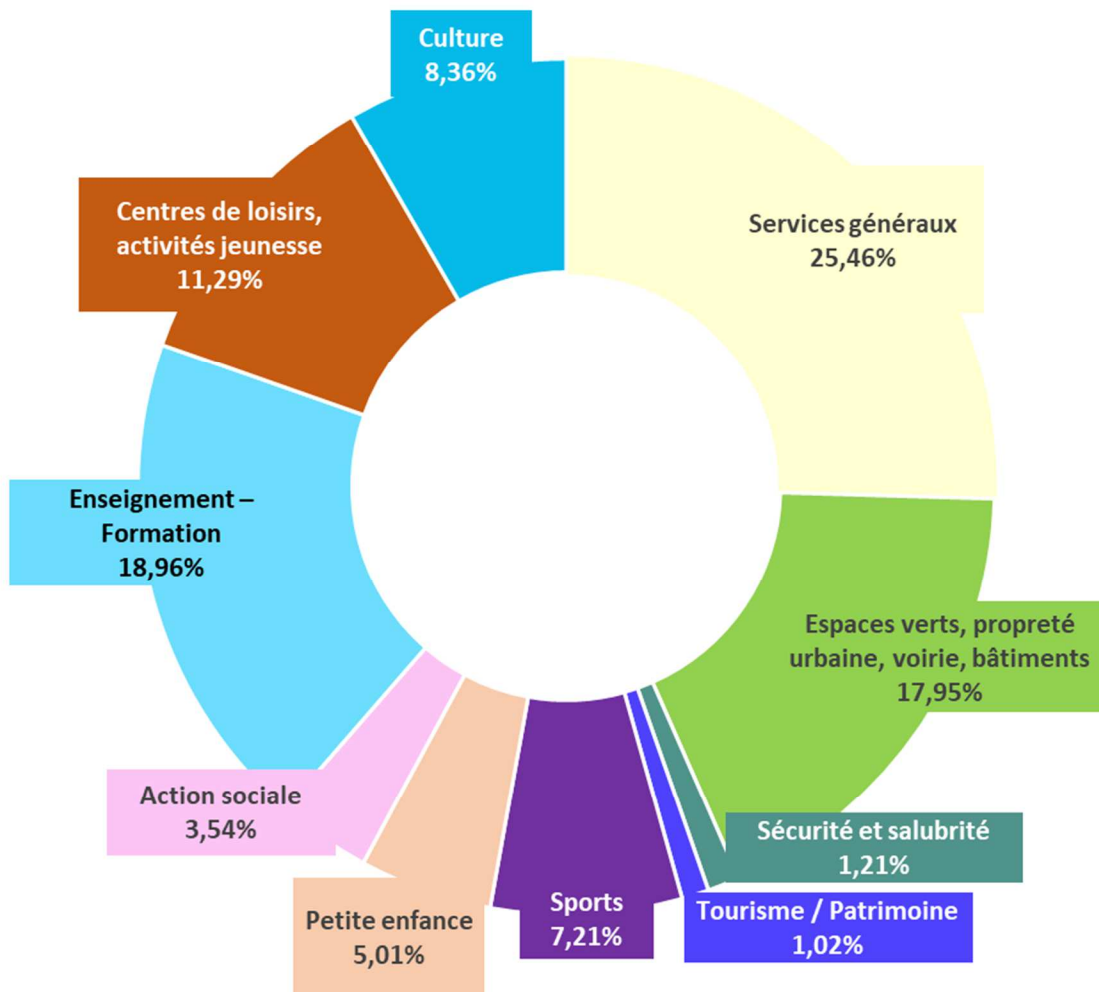 Culture
8,36%
Services généraux
25,46%
Centres de loisirs,
activités jeunesse
11,29%
Enseignement –
Formation
18,96%
Espaces verts, propreté
urbaine, voirie, bâtiments
17,95%
Action sociale
3,54%
Sécurité et salubrité
1,21%
Petite enfance
5,01%
Sports
7,21%
Tourisme / Patrimoine
1,02%